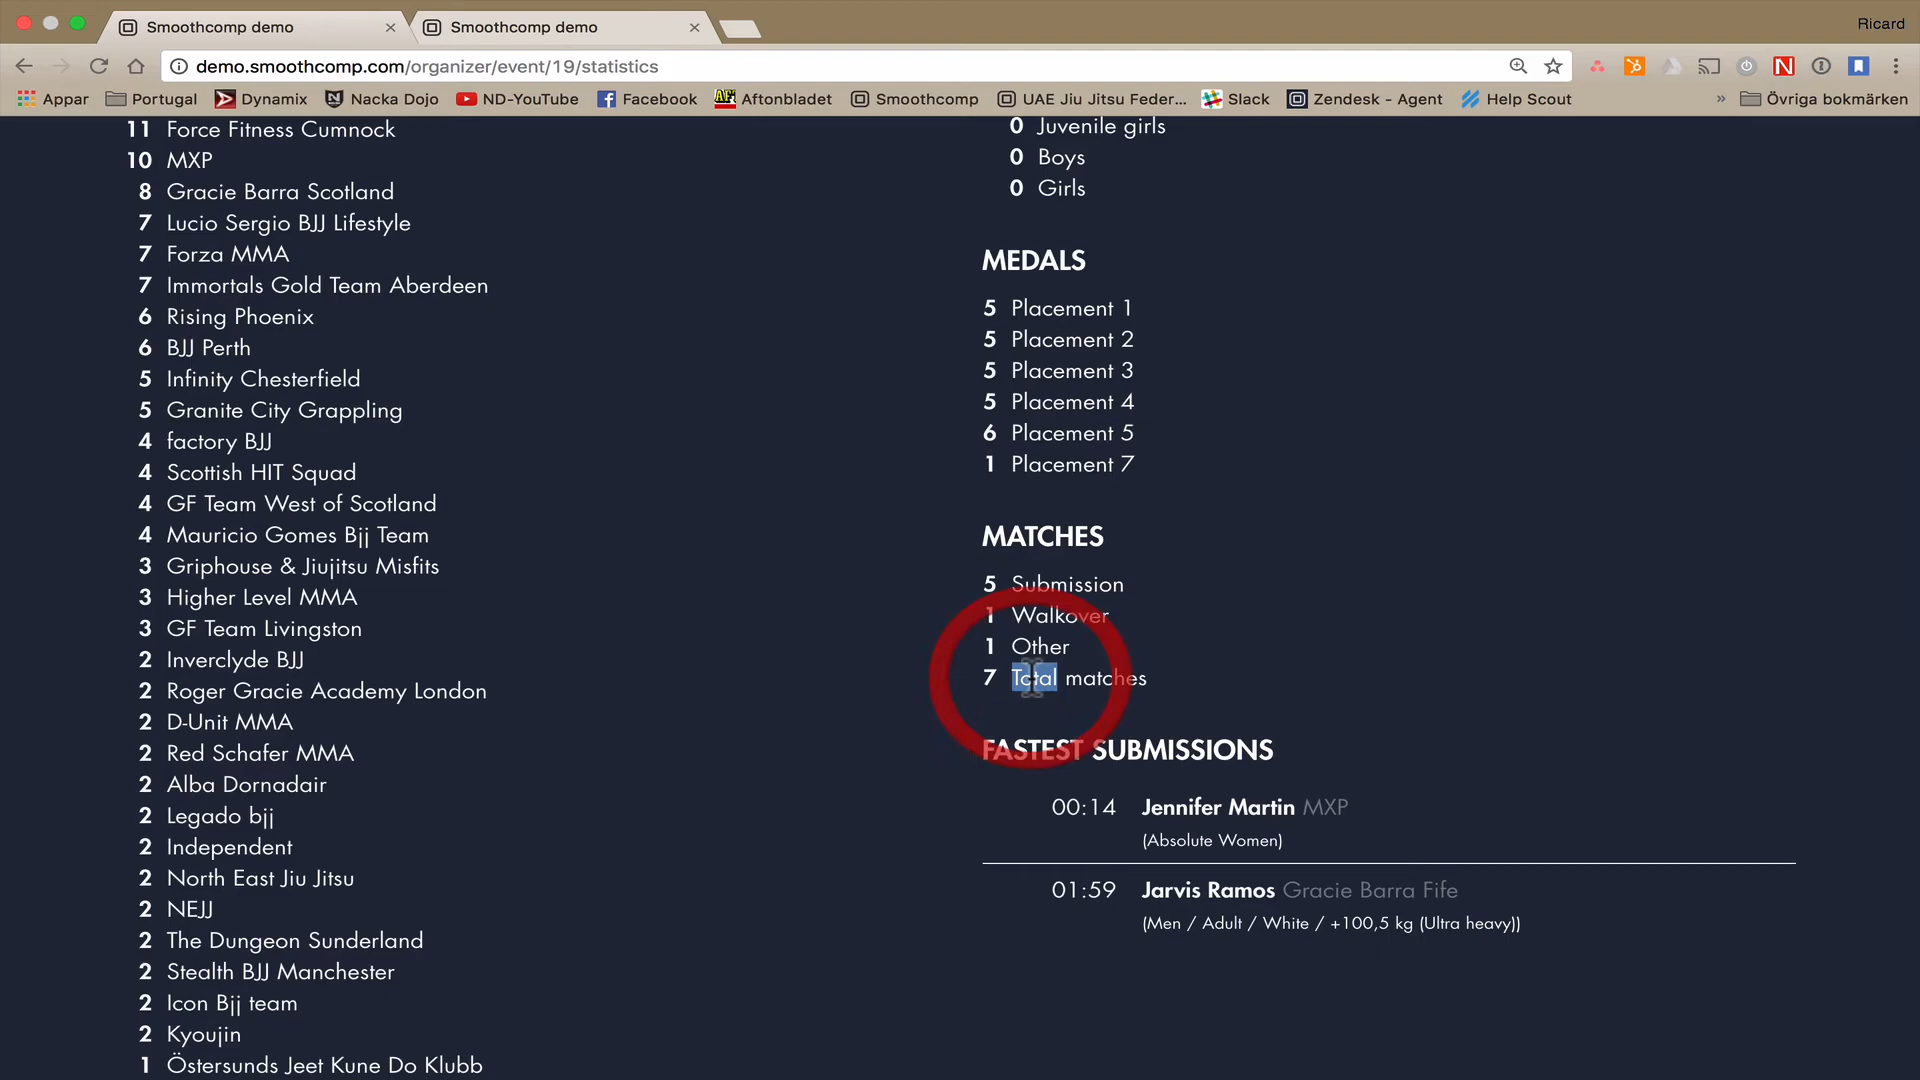 Smoothcomp demo
Smoothcomp demo
Ricard
demo.smoothcomp.com/organizer/event/19/statistics
Appar
Portugal
Dynamix
Nacka Dojo
ND-YouTube
Facebook
Aftonbladet
Smoothcomp
UAE Jiu Jitsu Feder...
Slack
Zendesk - Agent
Help Scout
» Övriga bokmärken
11 Force Fitness Cumnock
10 MXP
8 Gracie Barra Scotland
7 Lucio Sergio BJJ Lifestyle
7 Forza MMA
7 Immortals Gold Team Aberdeen
6 Rising Phoenix
6 BJJ Perth
5 Infinity Chesterfield
5 Granite City Grappling
4 factory BJJ
4 Scottish HIT Squad
4 GF Team West of Scotland
4 Mauricio Gomes Bjj Team
3 Griphouse & Jiujitsu Misfits
3 Higher Level MMA
3 GF Team Livingston
2 Inverclyde BJJ
2 Roger Gracie Academy London
2 D-Unit MMA
2 Red Schafer MMA
2 Alba Dornadair
2 Legado bjj
2 Independent
2 North East Jiu Jitsu
2 NEJJ
2 The Dungeon Sunderland
2 Stealth BJJ Manchester
2 Icon Bjj team
2 Kyoujin
1 Östersunds Jeet Kune Do Klubb
0 Juvenile girls
0 Boys
0 Girls
MEDALS
5 Placement 1
5 Placement 2
5 Placement 3
5 Placement 4
6 Placement 5
1 Placement 7
MATCHES
5 Submission
1 Walkover
1 Other
7 Total matches
FASTEST SUBMISSIONS
00:14 Jennifer Martin MXP
(Absolute Women)
01:59 Jarvis Ramos Gracie Barra Fife
(Men / Adult / White / +100,5 kg (Ultra heavy))